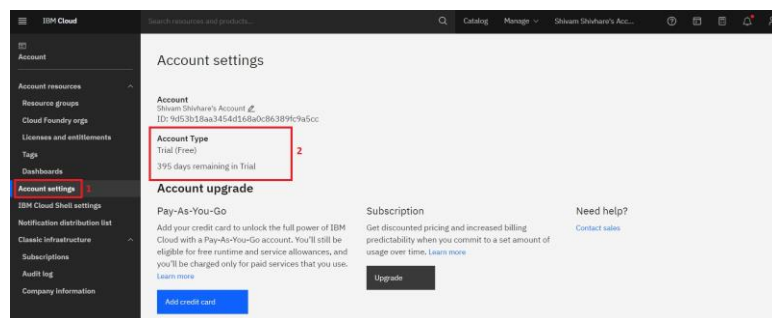 IBM Cloud
Search resources and products...
Catalog
Manage
Shivam Shivhare's Acc...
Account
Account resources
Resource groups
Cloud Foundry orgs
Licenses and entitlements
Tags
Dashboards
Account settings 1
IBM Cloud Shell settings
Notification distribution list
Classic infrastructure
Subscriptions
Audit log
Company information
Account settings
Account
Shivam Shivhare's Account
ID: 9d53b18aa3454d168a0c86389fc9a5cc
Account Type
Trial (Free)
2
395 days remaining in Trial
Account upgrade
Pay-As-You-Go
Add your credit card to unlock the full power of IBM
Cloud with a Pay-As-You-Go account. You'll still be
eligible for free runtime and service allowances, and
you'll be charged only for paid services that you use.
Learn more
Add credit card
Subscription
Get discounted pricing and increased billing
predictability when you commit to a set amount of
usage over time. Learn more
Upgrade
Need help?
Contact sales